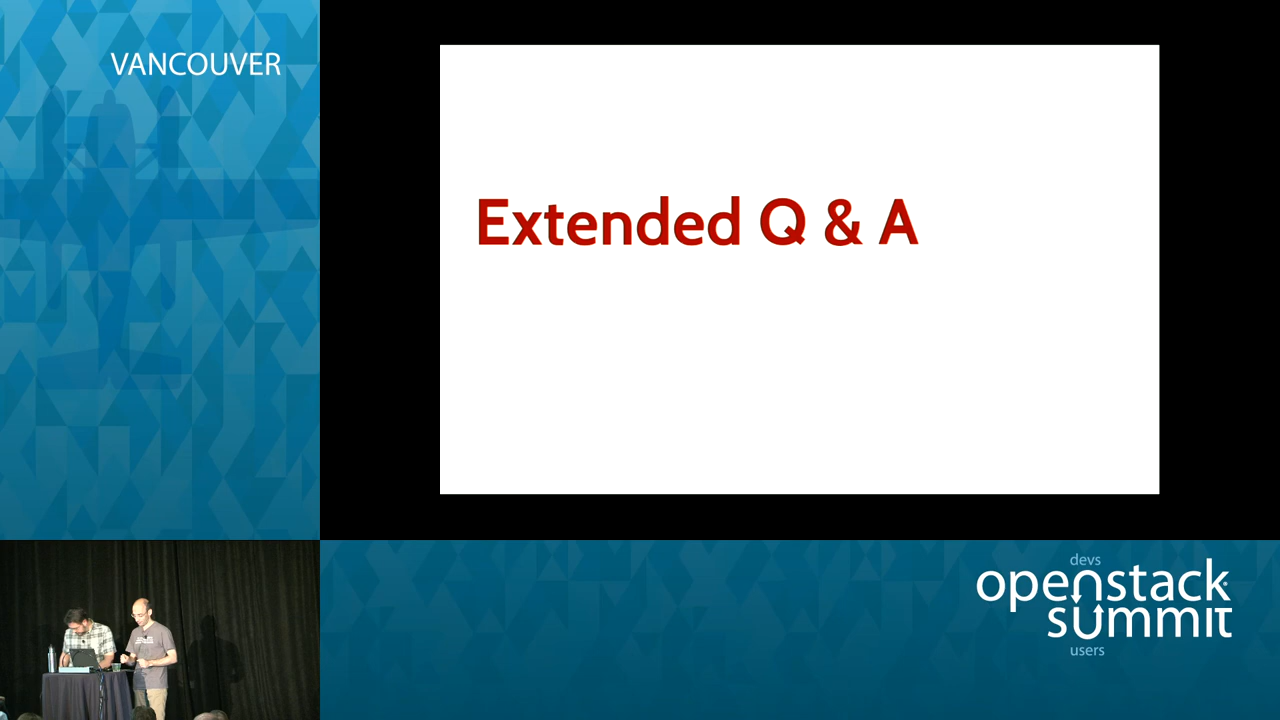 VANCOUVER
Extended Q & A
devs
openstack
summit
users